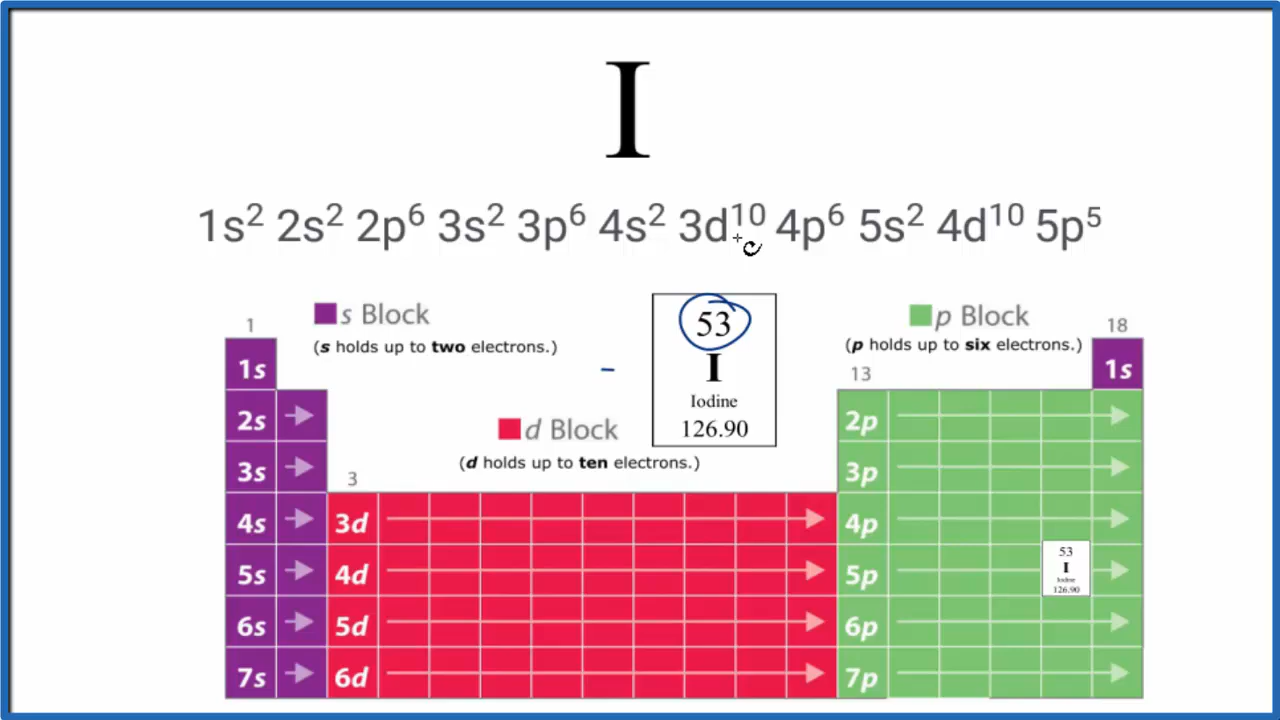 I
1s² 2s² 2p⁶ 3s² 3p⁶ 4s² 3d¹⁰ 4p⁶ 5s² 4d¹⁰ 5p⁵
s Block
(s holds up to two electrons.)
53
I
Iodine
126.90
p Block
(p holds up to six electrons.)
d Block
(d holds up to ten electrons.)
1 18
1s 13 1s
2s 2p
3s 3 3p
4s 3d 4p
5s 4d 5p
53
I
Iodine
126.90
6s 5d 6p
7s 6d 7p